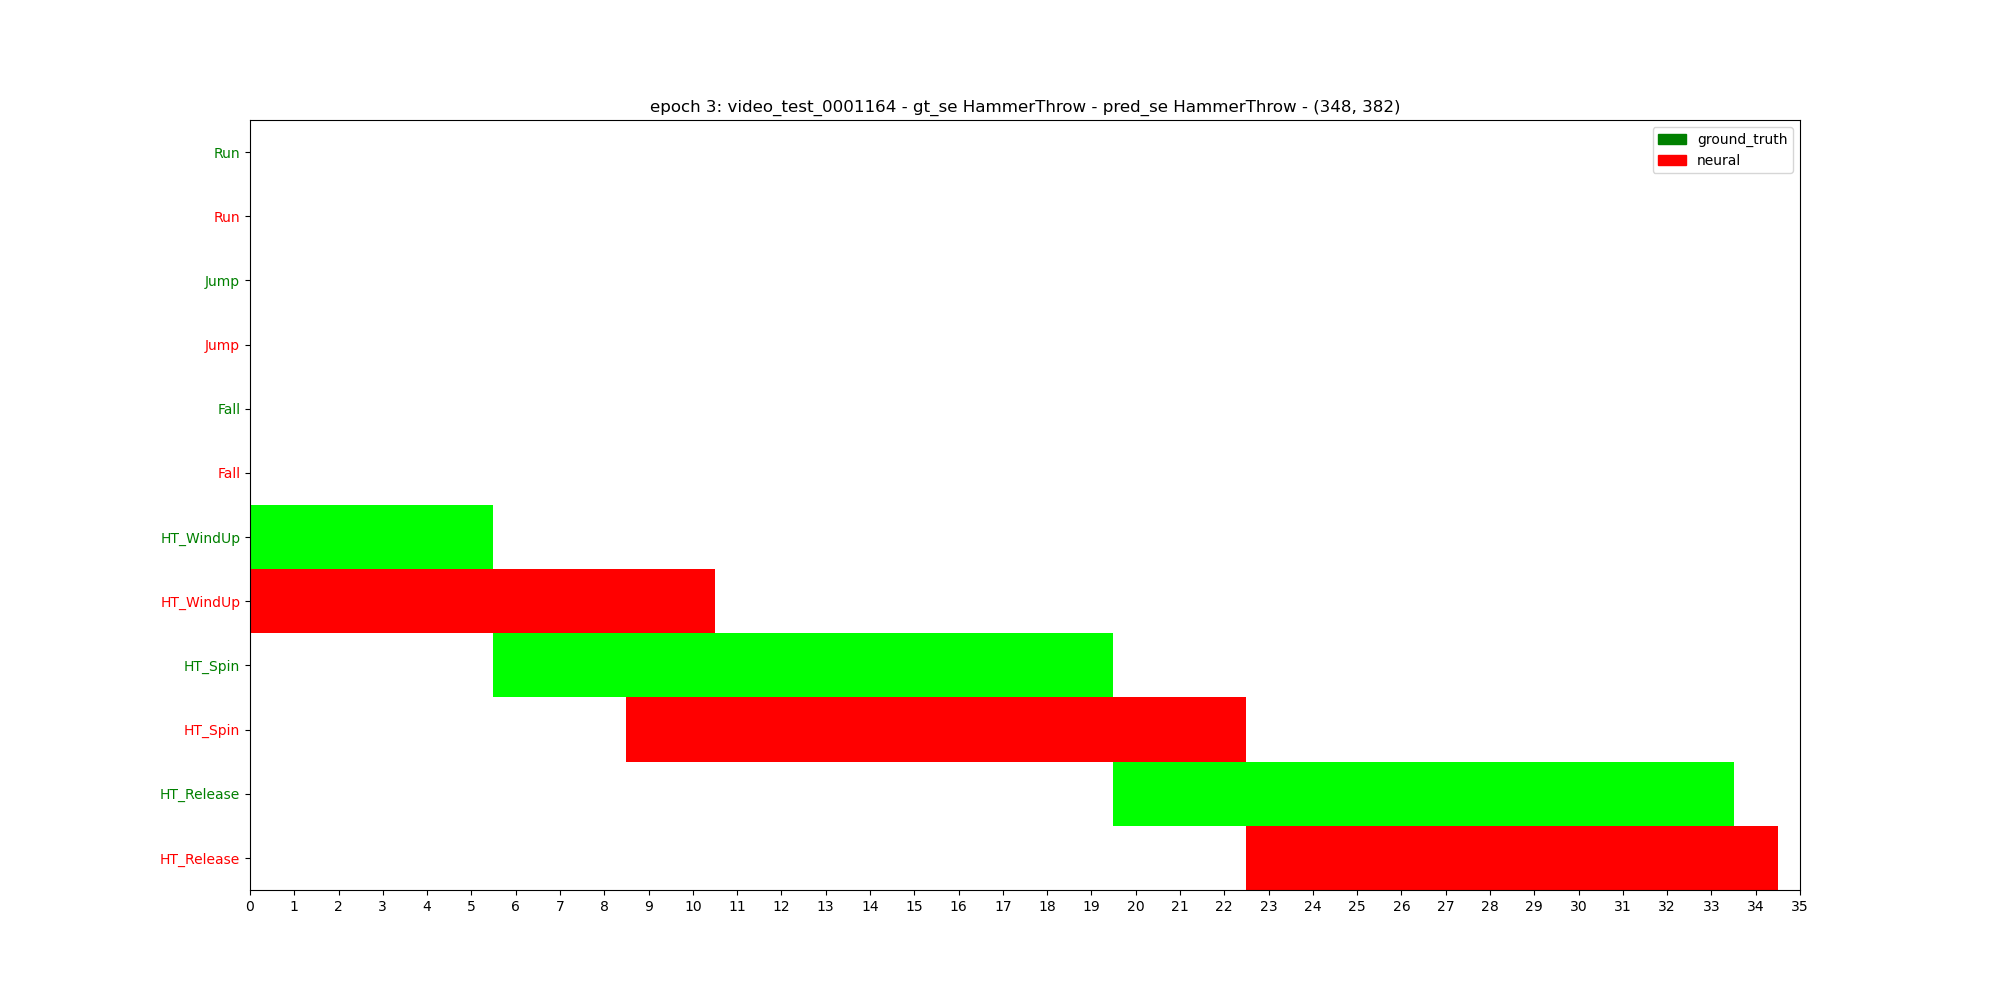 epoch 3: video_test_0001164 - gt_se HammerThrow - pred_se HammerThrow - (348, 382)
ground_truth
neural
Run
Run
Jump
Jump
Fall
Fall
HT_WindUp
HT_WindUp
HT_Spin
HT_Spin
HT_Release
HT_Release
0 1 2 3 4 5 6 7 8 9 10 11 12 13 14 15 16 17 18 19 20 21 22 23 24 25 26 27 28 29 30 31 32 33 34 35